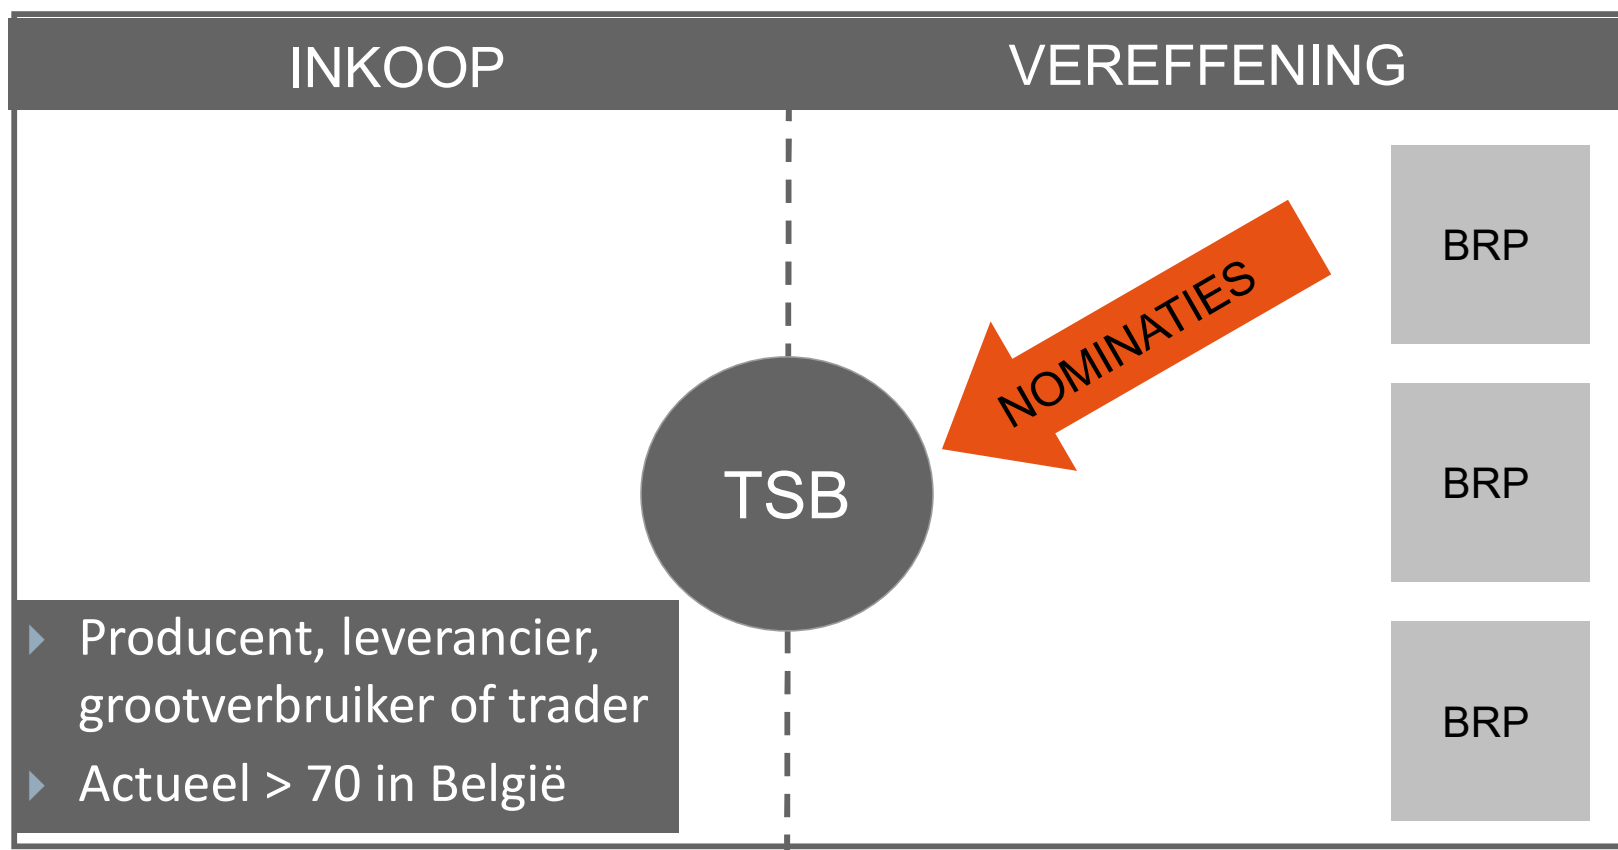 INKOOP
VEREFFENING
BRP
NOMINATIES
BRP
TSB
Producent, leverancier,
grootverbruiker of trader
Actueel > 70 in België
BRP